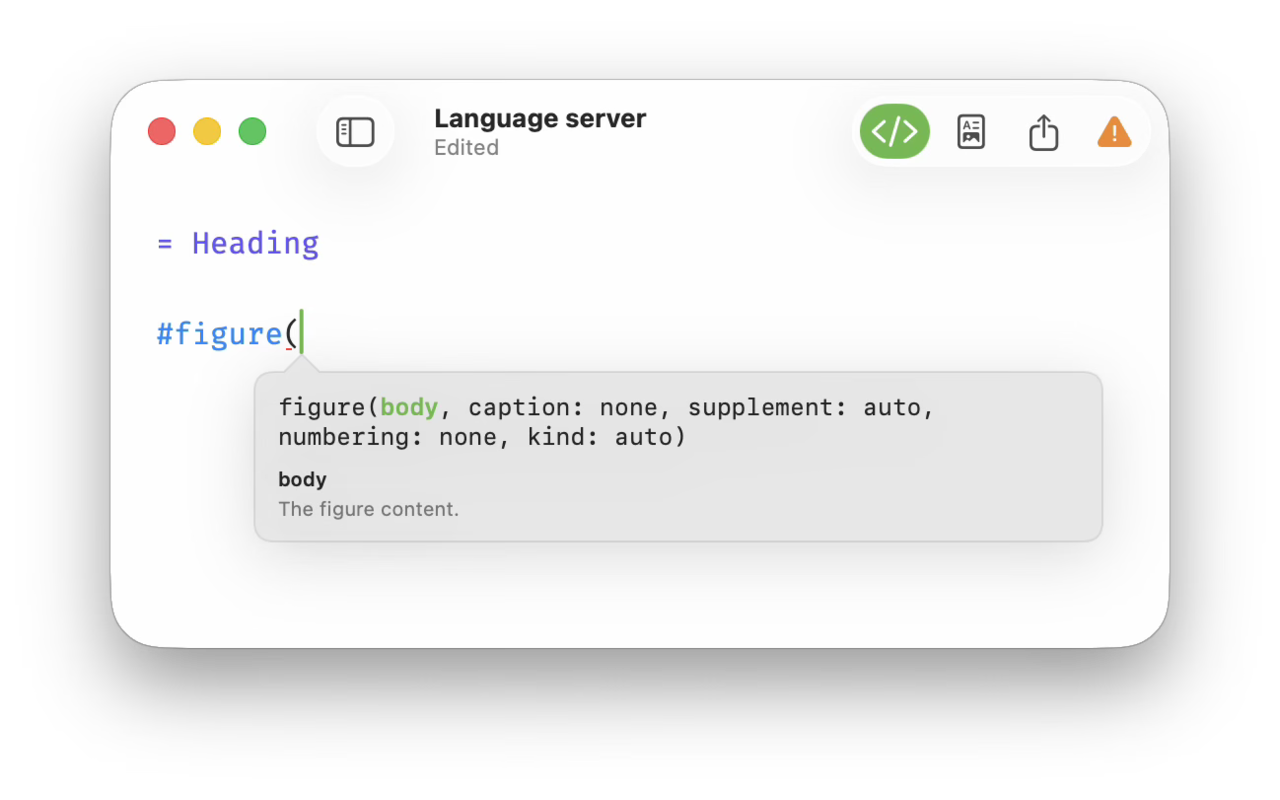 Language server
Edited
= Heading
#figure(
figure(body, caption: none, supplement: auto,
numbering: none, kind: auto)
body
The figure content.